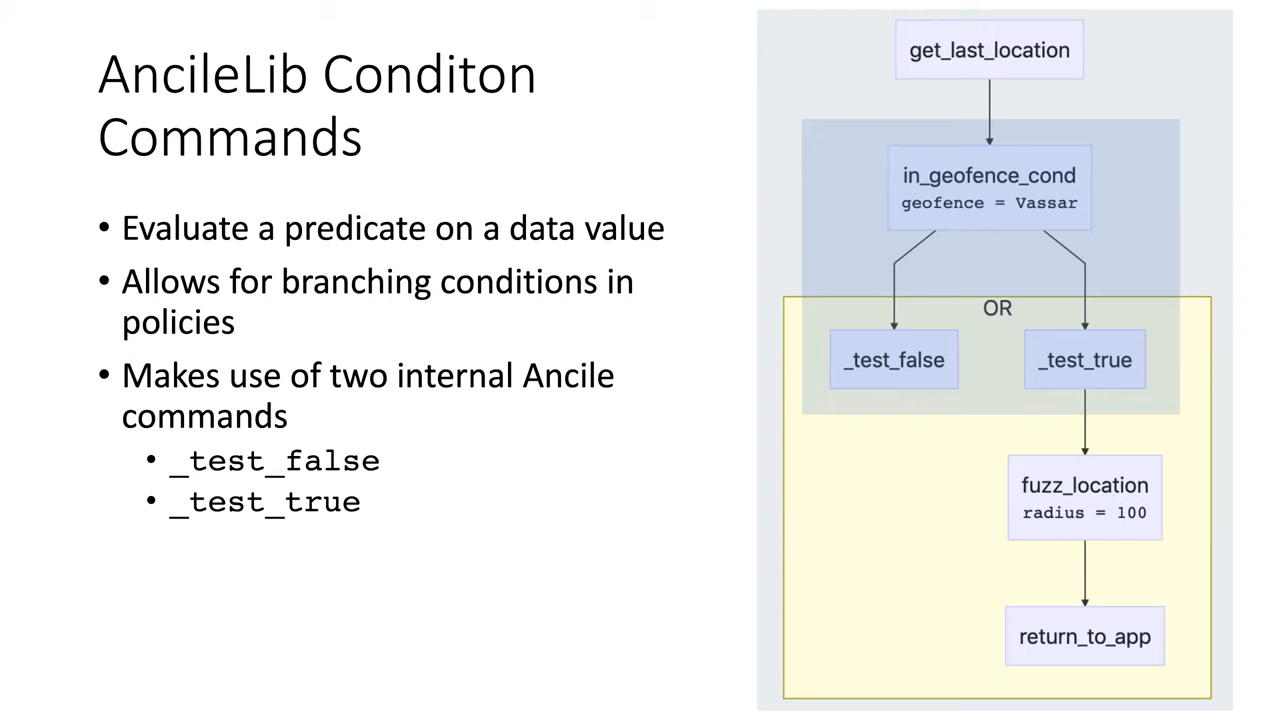 AncileLib Conditon
Commands
• Evaluate a predicate on a data value
• Allows for branching conditions in
policies
• Makes use of two internal Ancile
commands
• _test_false
• _test_true
get_last_location
in_geofence_cond
geofence = Vassar
OR
_test_false
_test_true
fuzz_location
radius = 100
return_to_app